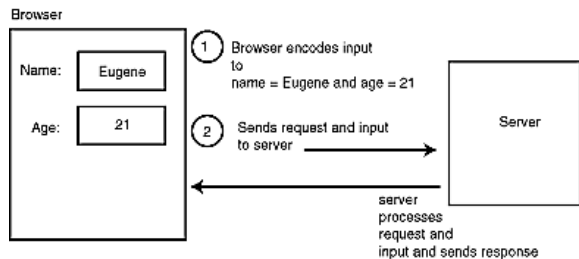 Browser
Name:
Eugene
Age:
21
1
Browser encodes input
to
name = Eugene and age = 21
2
Sends request and input
to server
Server
server
processes
request and
input and sends response